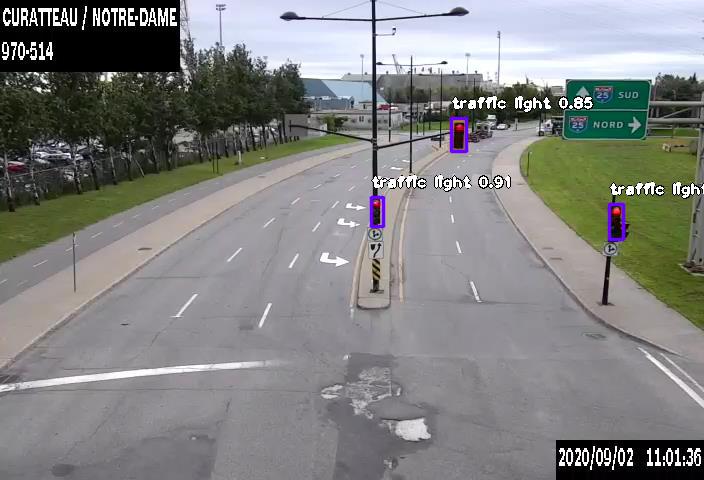 CURATTEAU / NOTRE-DAME
970-514
traffic light 0.85
25 SUD
25 NORD
traffic light 0.91
traffic light
2020/09/02 11:01:36